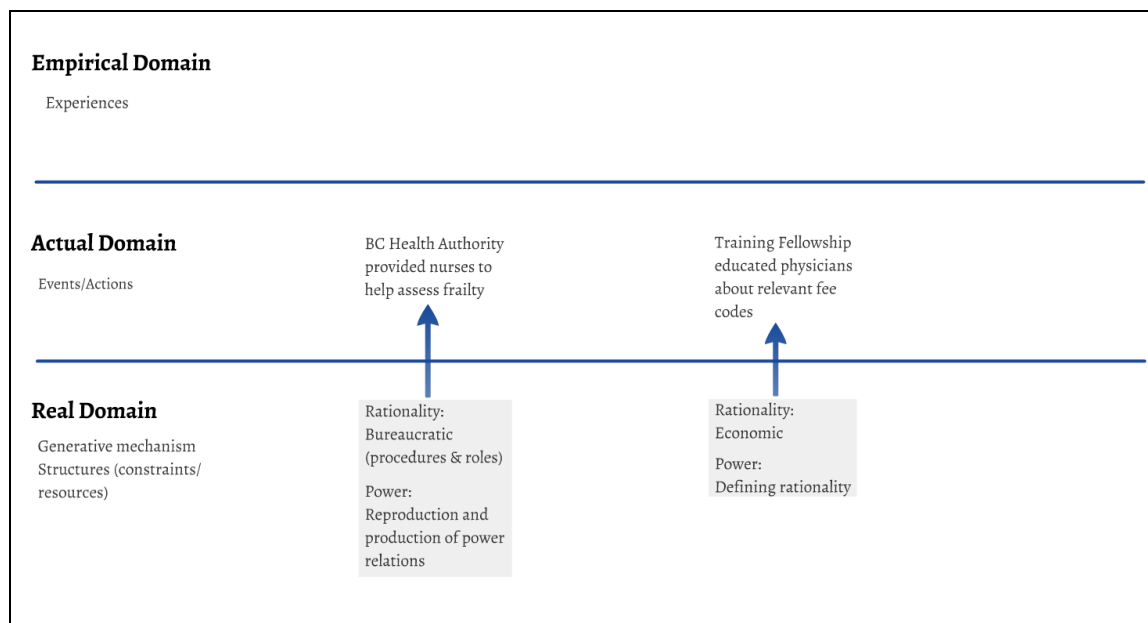 Empirical Domain
Experiences
Actual Domain
Events/Actions
BC Health Authority
provided nurses to
help assess frailty
Training Fellowship
educated physicians
about relevant fee
codes
Real Domain
Generative mechanism
Structures (constraints/
resources)
Rationality:
Bureaucratic
(procedures & roles)
Power:
Reproduction and
production of power
relations
Rationality:
Economic
Power:
Defining rationality